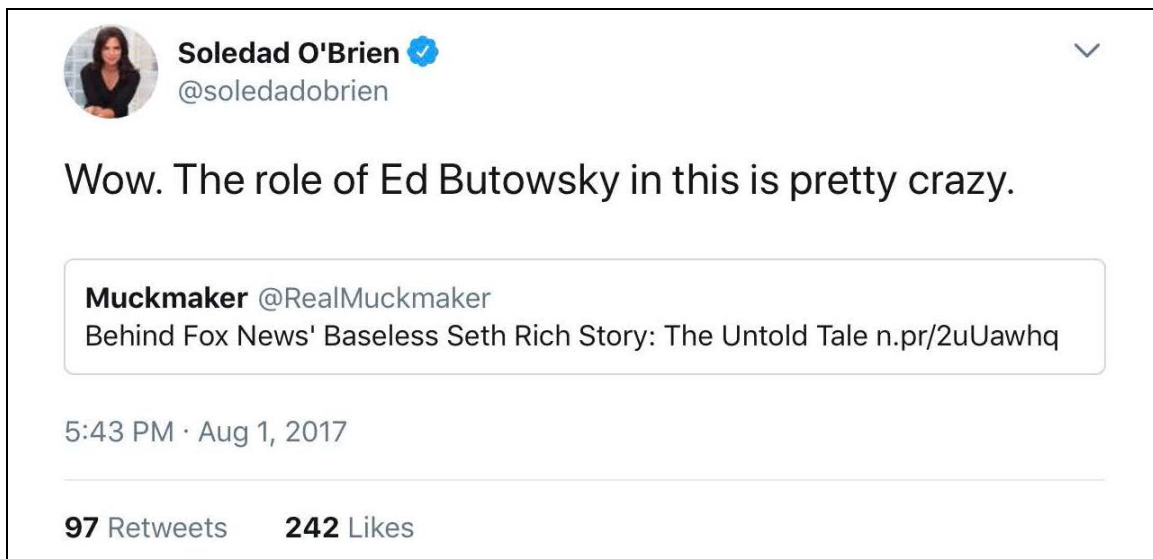 Soledad O'Brien
@soledadobrien
Wow. The role of Ed Butowsky in this is pretty crazy.
Muckmaker @RealMuckmaker
Behind Fox News' Baseless Seth Rich Story: The Untold Tale n.pr/2uUawhq
5:43 PM · Aug 1, 2017
97 Retweets 242 Likes